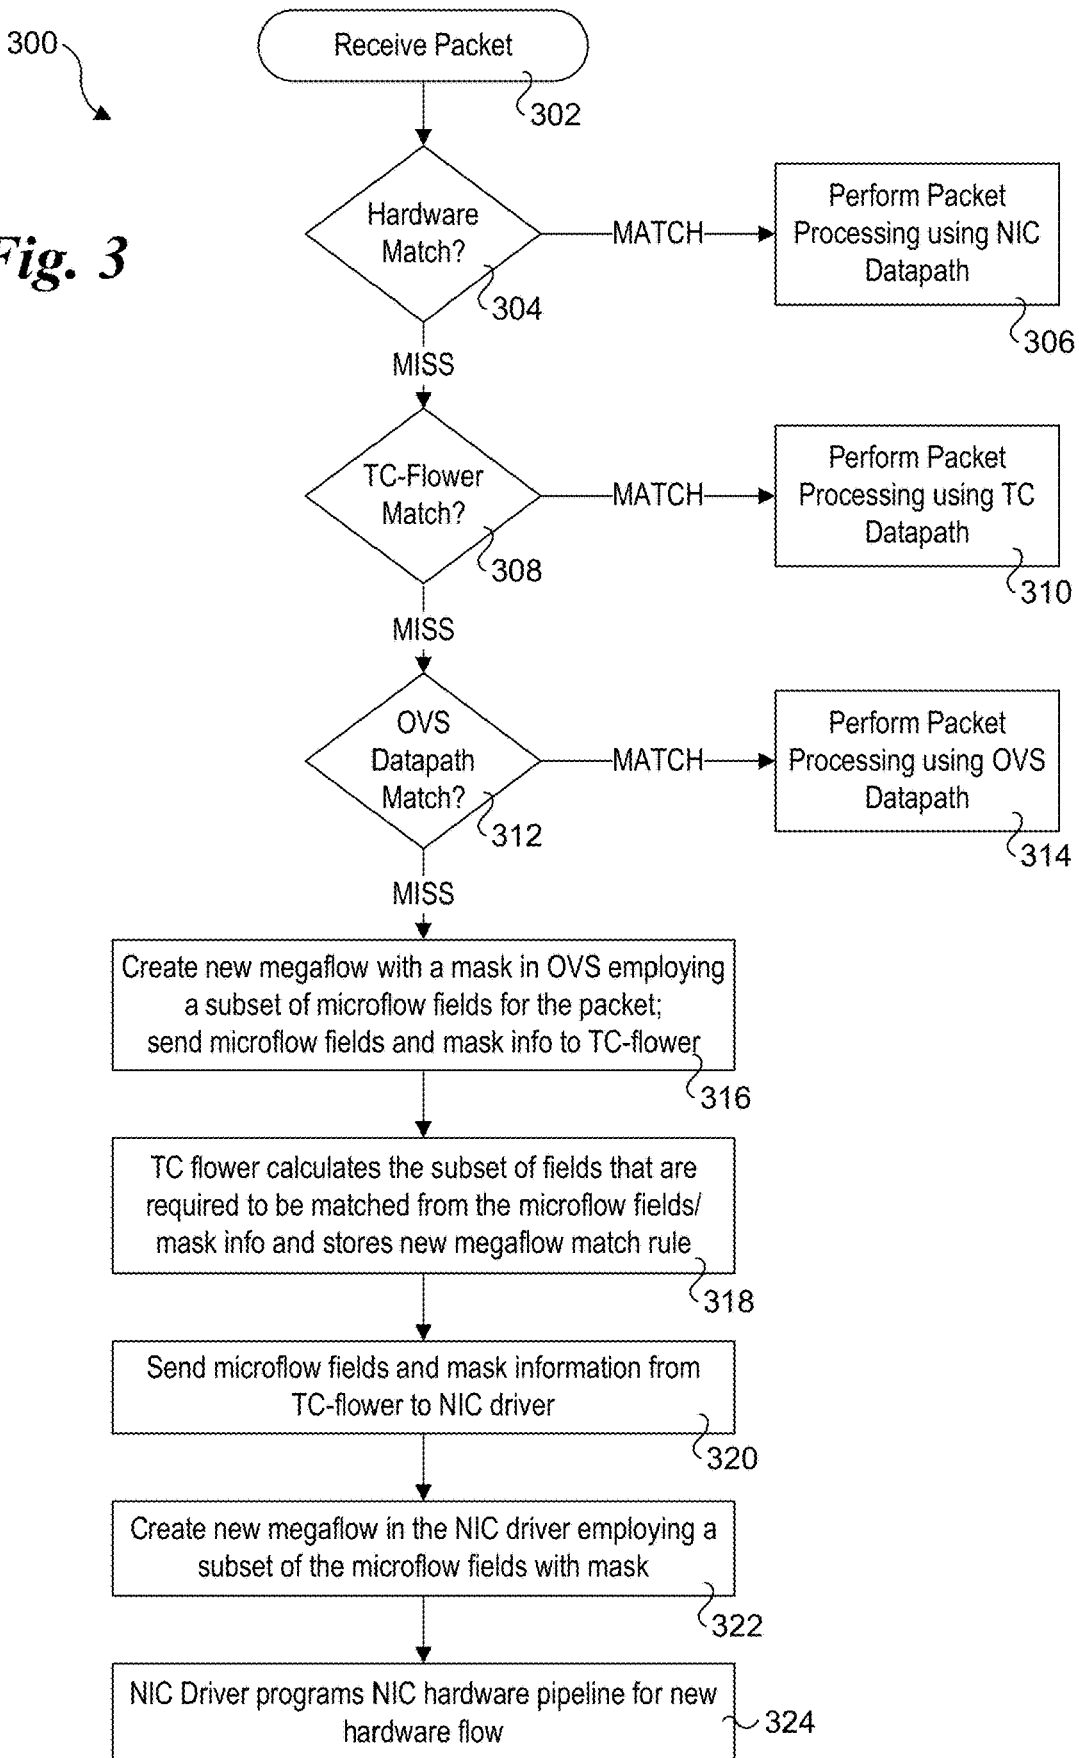 300
Receive Packet
302
Fig. 3
Hardware
Match?
304
MATCH
Perform Packet
Processing using NIC
Datapath
306
MISS
TC-Flower
Match?
308
MATCH
Perform Packet
Processing using TC
Datapath
310
MISS
OVS
Datapath
Match?
312
MATCH
Perform Packet
Processing using OVS
Datapath
314
MISS
Create new megaflow with a mask in OVS employing
a subset of microflow fields for the packet;
send microflow fields and mask info to TC-flower
316
TC flower calculates the subset of fields that are
required to be matched from the microflow fields/
mask info and stores new megaflow match rule
318
Send microflow fields and mask information from
TC-flower to NIC driver
320
Create new megaflow in the NIC driver employing a
subset of the microflow fields with mask
322
NIC Driver programs NIC hardware pipeline for new
hardware flow
324